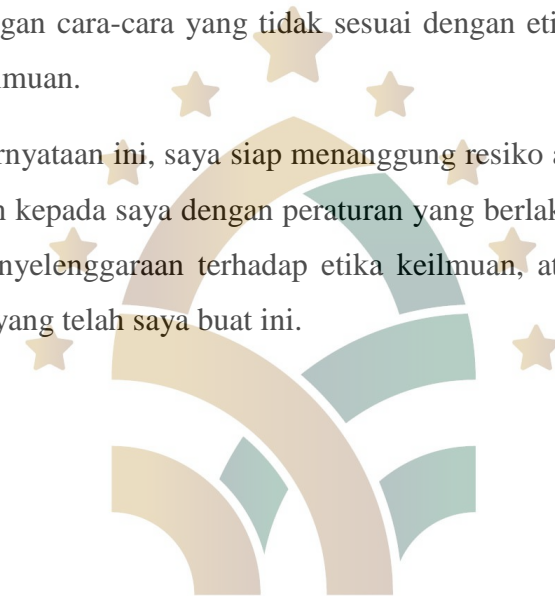 gan cara-cara yang tidak sesuai dengan eti
muan.
rnyataan ini, saya siap menanggung resiko a
kepada saya dengan peraturan yang berlak
nyelenggaraan terhadap etika keilmuan, at
yang telah saya buat ini.